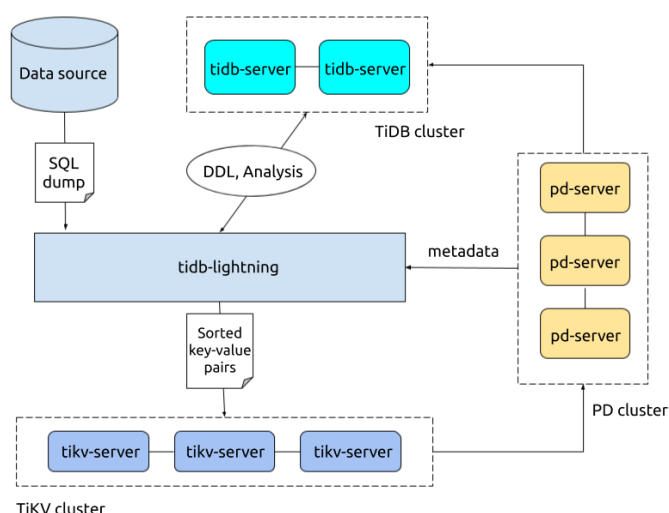 Data source
tidb-server
tidb-server
TiDB cluster
SQL
dump
DDL, Analysis
pd-server
pd-server
pd-server
PD cluster
metadata
tidb-lightning
Sorted
key-value
pairs
tikv-server
tikv-server
tikv-server
TiKV cluster